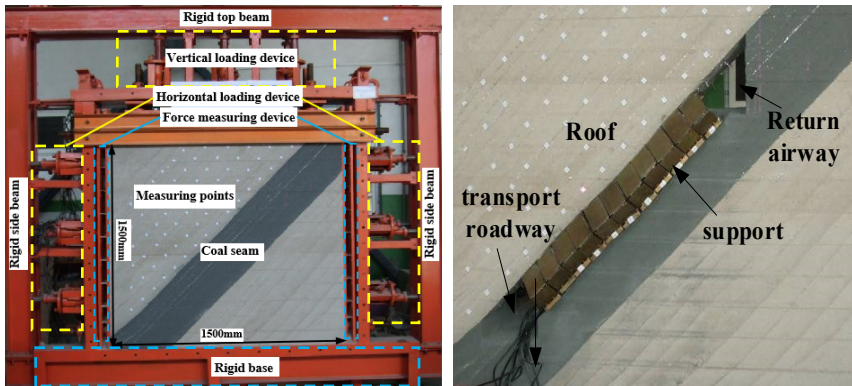 Rigid top beam
Vertical loading device
Horizontal loading device
Force measuring device
Rigid side beam
Measuring points
1500mm
Coal seam
Rigid side beam
1500mm
Rigid base
Roof
Return
airway
transport
roadway
support